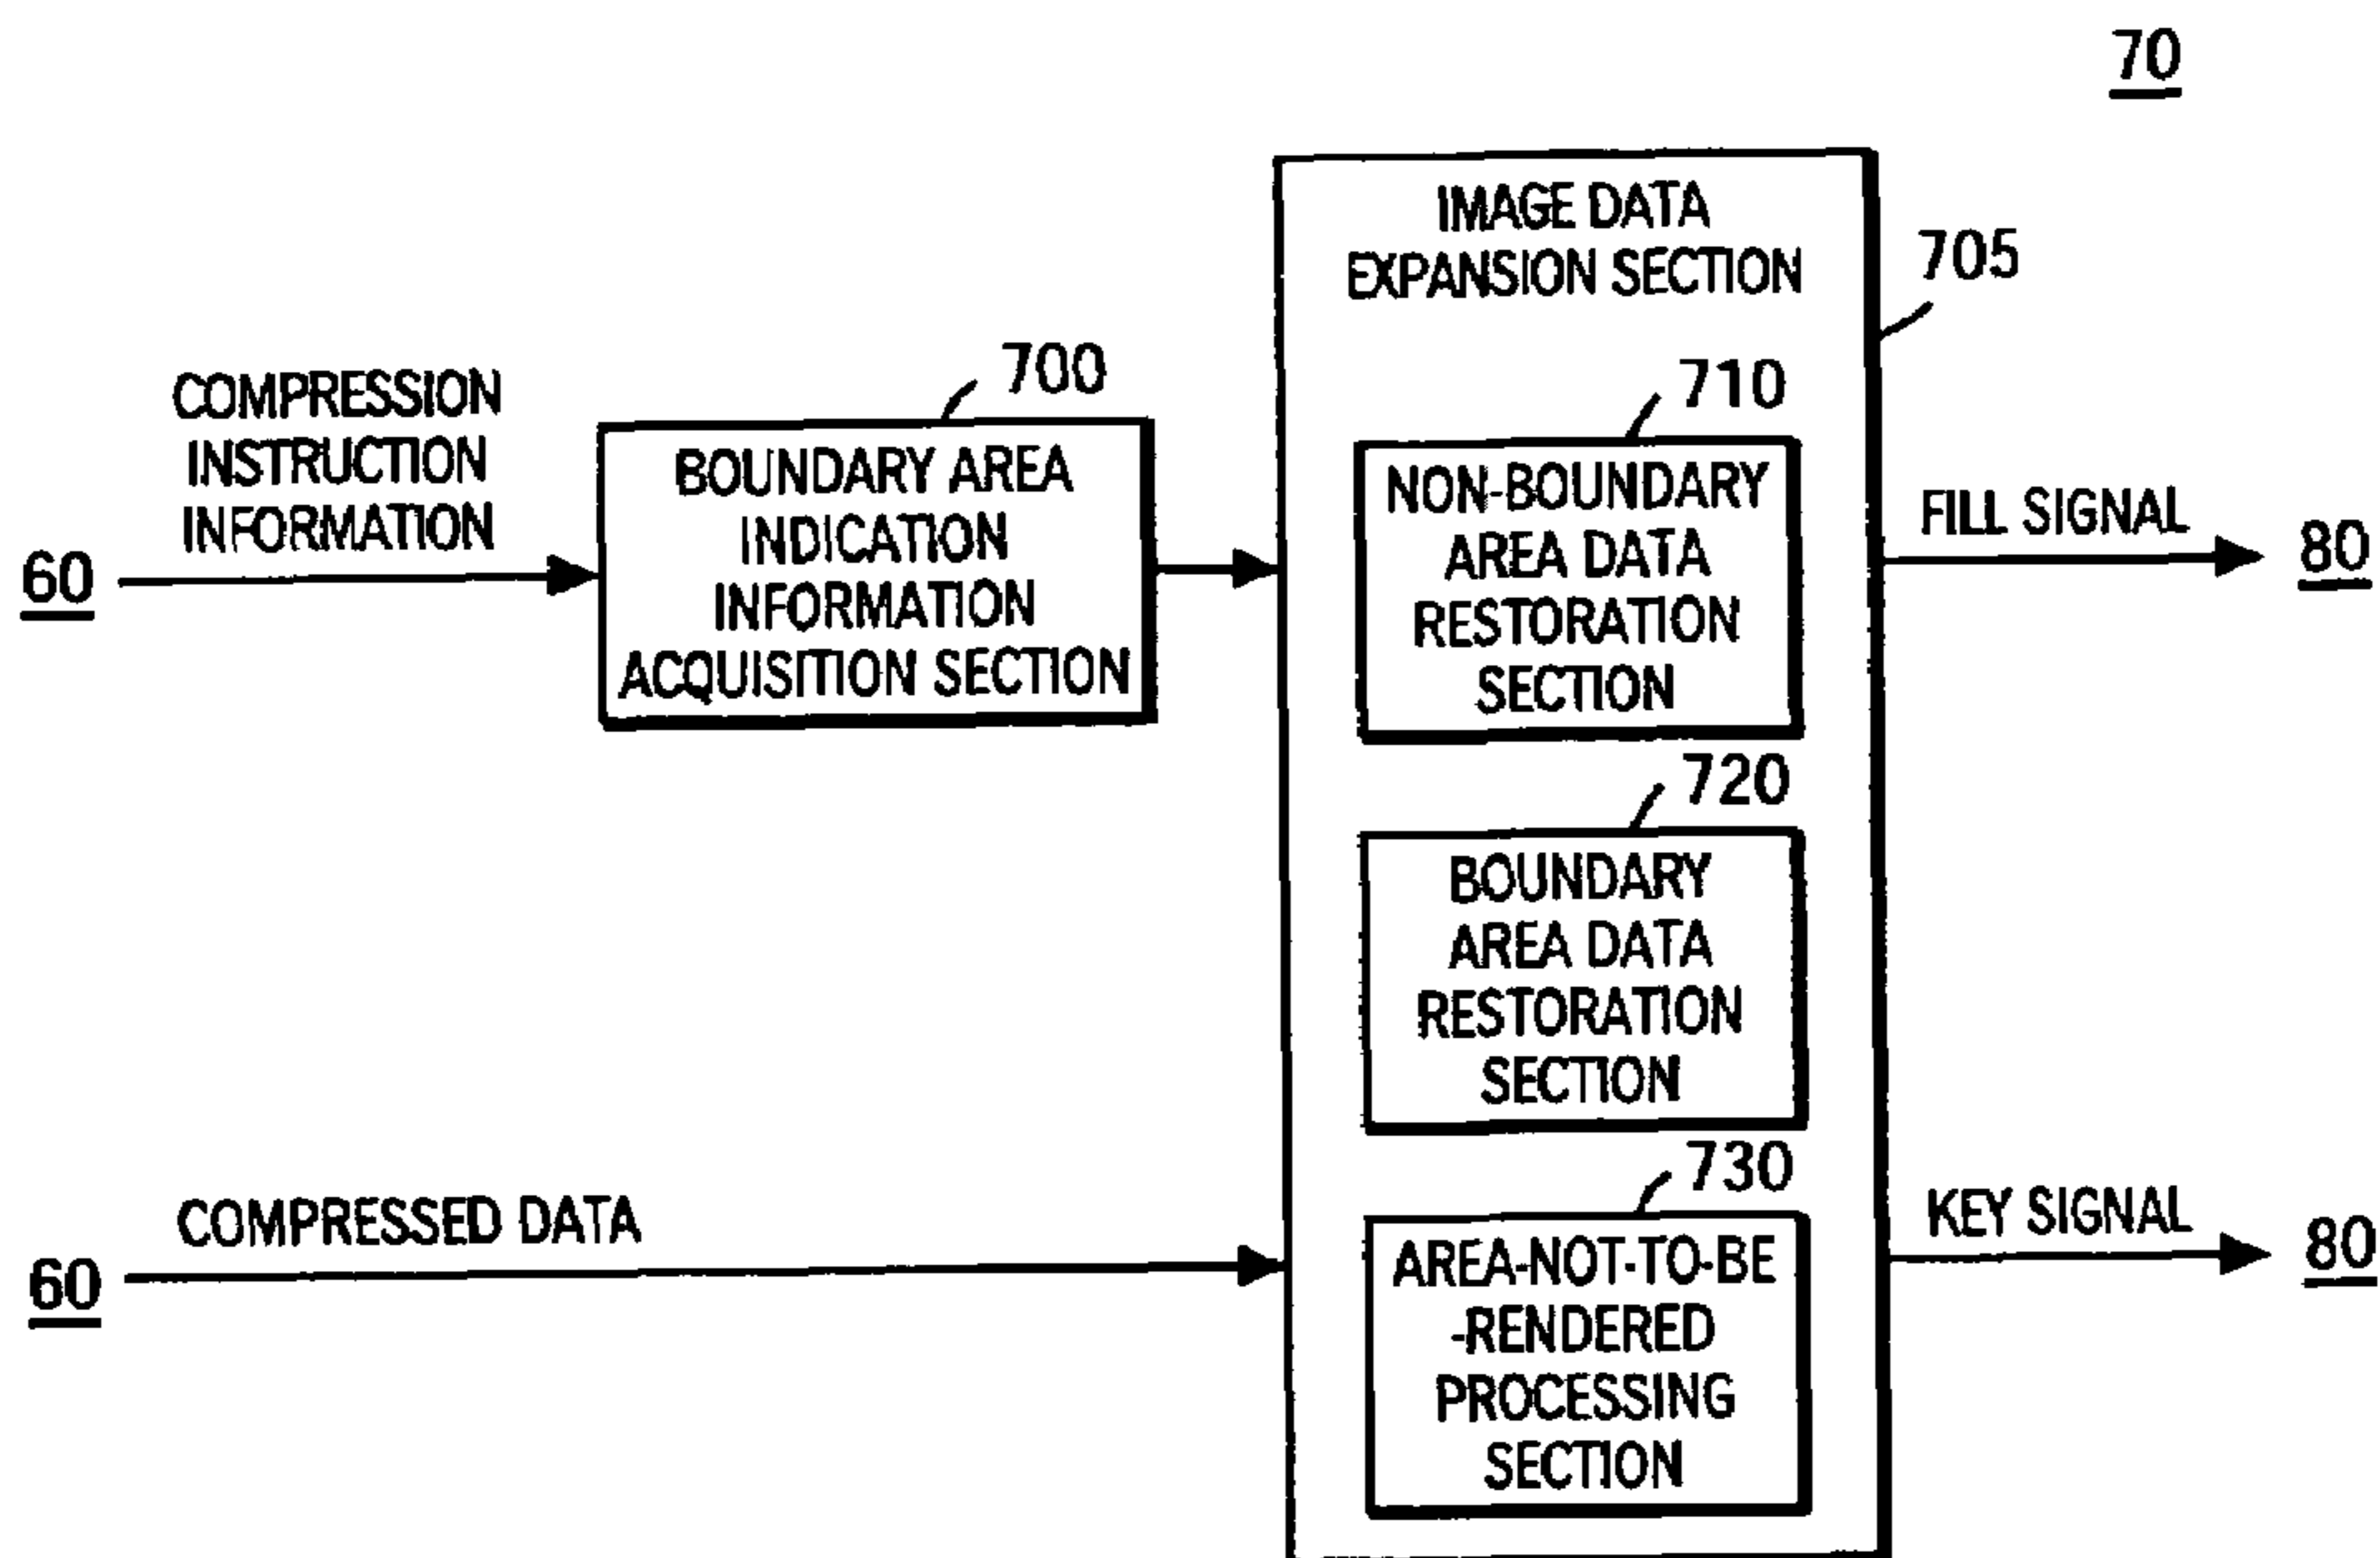 70
IMAGE DATA
EXPANSION SECTION
705
COMPRESSION
INSTRUCTION
INFORMATION
60
700
BOUNDARY AREA
INDICATION
INFORMATION
ACQUISITION SECTION
710
NON-BOUNDARY
AREA DATA
RESTORATION
SECTION
FILL SIGNAL
80
720
BOUNDARY
AREA DATA
RESTORATION
SECTION
COMPRESSED DATA
60
730
AREA-NOT-TO-BE
-RENDERED
PROCESSING
SECTION
KEY SIGNAL
80